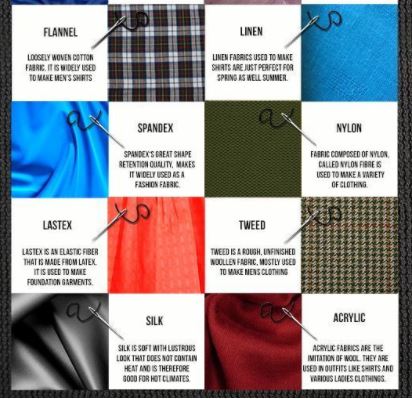 FLANNEL
LOOSELY WOVEN COTTON
FABRIC. IT IS WIDELY USED
TO MAKE MEN'S SHIRTS
LINEN
LINEN FABRICS USED TO MAKE
SHIRTS ARE JUST PERFECT FOR
SPRING AS WELL SUMMER.
SPANDEX
SPANDEX'S GREAT SHAPE
RETENTION QUALITY, MAKES
IT WIDELY USED AS A
FASHION FABRIC.
NYLON
FABRIC COMPOSED OF NYLON,
CALLED NYLON FIBRE IS
USED TO MAKE A VARIETY
OF CLOTHING.
LASTEX
LASTEX IS AN ELASTIC FIBER
THAT IS MADE FROM LATEX.
IT IS USED TO MAKE
FOUNDATION GARMENTS.
TWEED
TWEED IS A ROUGH, UNFINISHED
WOOLLEN FABRIC, MOSTLY USED
TO MAKE MENS CLOTHING
SILK
SILK IS SOFT WITH LUSTROUS
LOOK THAT DOES NOT CONTAIN
HEAT AND IS THEREFORE
GOOD FOR HOT CLIMATES.
ACRYLIC
ACRYLIC FABRICS ARE THE
IMITATION OF WOOL. THEY ARE
USED IN OUTFITS LIKE SHIRTS AND
VARIOUS LADIES CLOTHINGS.